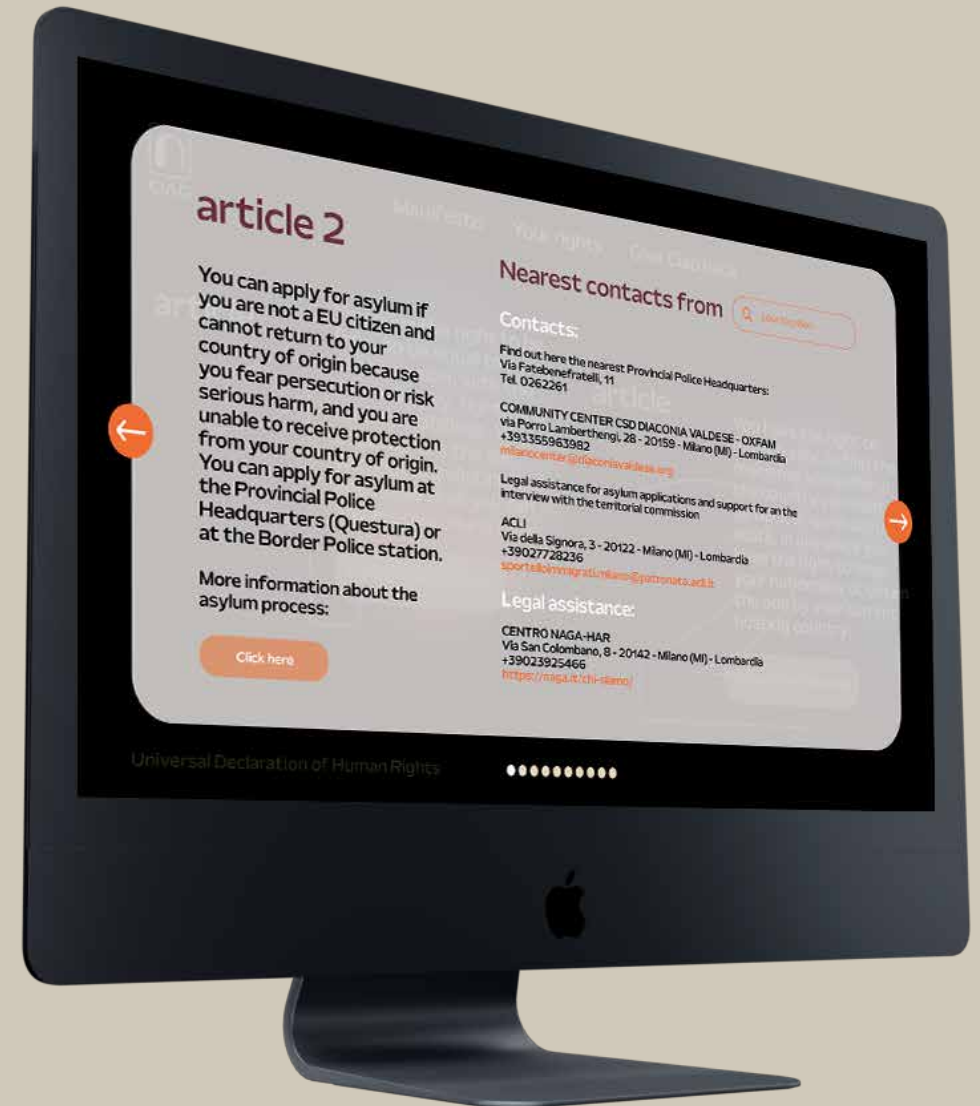 Manifesto Your rights
article 2
You can apply for asylum if
you are not a EU citizen and
cannot return to your
country of origin because
you fear persecution or risk
serious harm, and you are
unable to receive protection
from your country of origin.
You can apply for asylum at
the Provincial Police
Headquarters (Questura) or
at the Border Police station.
More information about the
asylum process:
Click here
Nearest contacts from
Contacts:
Find out here the nearest Provincial Police Headquarters:
Via Fatebenefratelli, 11
Tel. 0262261
COMMUNITY CENTER CSD DIACONIA VALDESE - OXFAM
via Porro Lamberthengi, 28 - 20159 - Milano (MI) - Lombardia
+393355963982
milanocenter@diaconiavaldese.org
Legal assistance for asylum applications and support for an the
interview with the territorial commission
ACLI
Via della Signora, 3 - 20122 - Milano (MI) - Lombardia
+39027728236
sportelloimmigrati.milano@patronato.acli.it
Legal assistance:
CENTRO NAGA-HAR
Via San Colombano, 8 - 20142 - Milano (MI) - Lombardia
+39023925466
https://naga.it/chi-siamo/
article
Universal Declaration of Human Rights